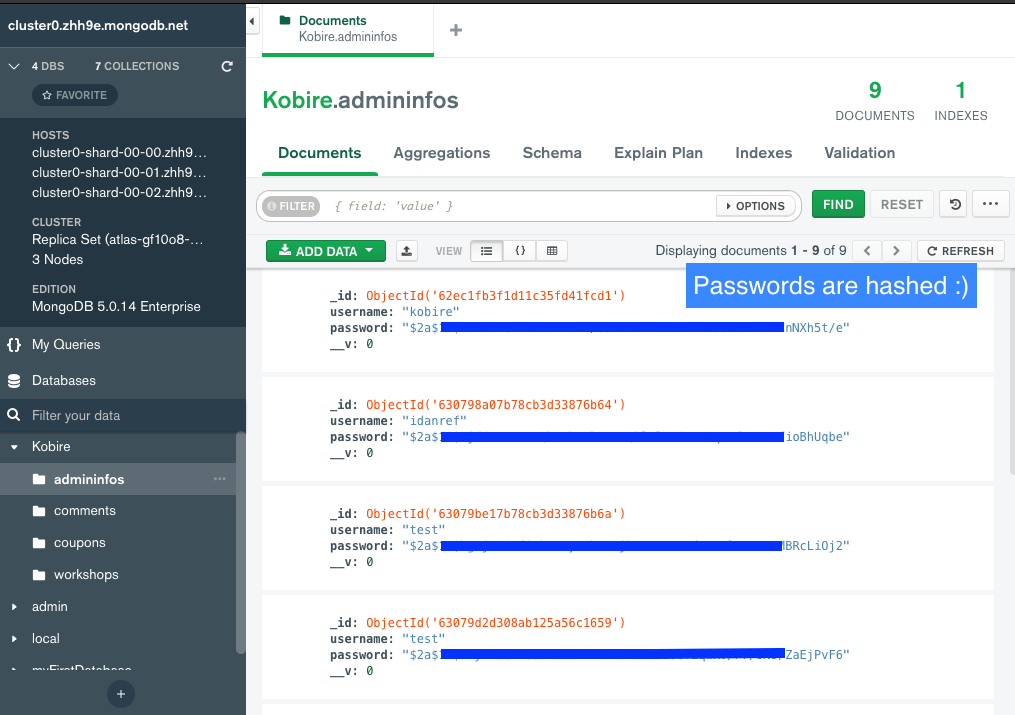 cluster0.zhh9e.mongodb.net
4 DBS 7 COLLECTIONS
FAVORITE
HOSTS
cluster0-shard-00-00.zhh9...
cluster0-shard-00-01.zhh9...
cluster0-shard-00-02.zhh9...
CLUSTER
Replica Set (atlas-gf10o8-...
3 Nodes
EDITION
MongoDB 5.0.14 Enterprise
{} My Queries
Databases
Filter your data
Kobire
admininfos ...
comments
coupons
workshops
admin
local
myFirstDatabase
+
Documents
Kobire.admininfos
+
Kobire.admininfos
9
DOCUMENTS
1
INDEXES
Documents Aggregations Schema Explain Plan Indexes Validation
FILTER { field: 'value' } OPTIONS FIND RESET ...
ADD DATA VIEW {} Displaying documents 1 - 9 of 9 < > REFRESH
Passwords are hashed :)
_id: ObjectId('62ec1fb3f1d11c35fd41fcd1')
username: "kobire"
password: "$2a$ nNXh5t/e"
__v: 0
_id: ObjectId('630798a07b78cb3d33876b64')
username: "idanref"
password: "$2a$ ioBhUqbe"
__v: 0
_id: ObjectId('63079be17b78cb3d33876b6a')
username: "test"
password: "$2a$ BRcLiOj2"
__v: 0
_id: ObjectId('63079d2d308ab125a56c1659')
username: "test"
password: "$2a$ ZaEjPvF6"
__v: 0